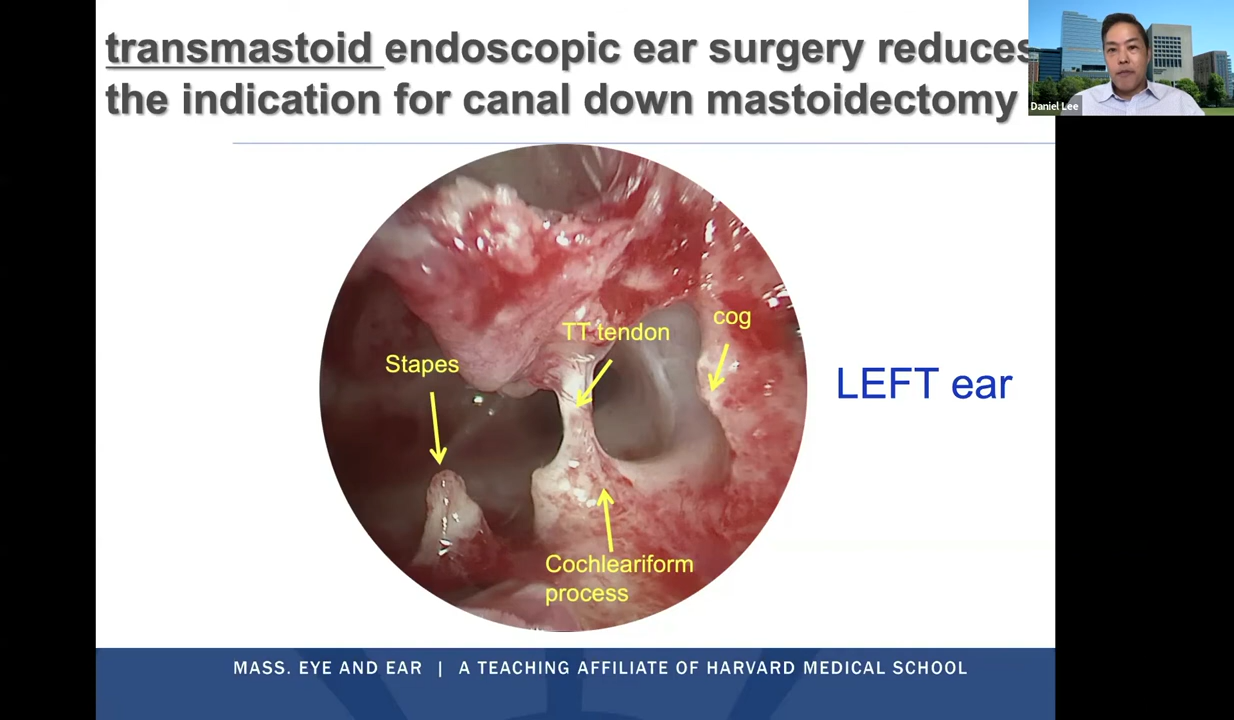 transmastoid endoscopic ear surgery reduces
the indication for canal down mastoidectomy
Daniel Lee
TT tendon
cog
Stapes
LEFT ear
Cochleariform
process
MASS. EYE AND EAR | A TEACHING AFFILIATE OF HARVARD MEDICAL SCHOOL